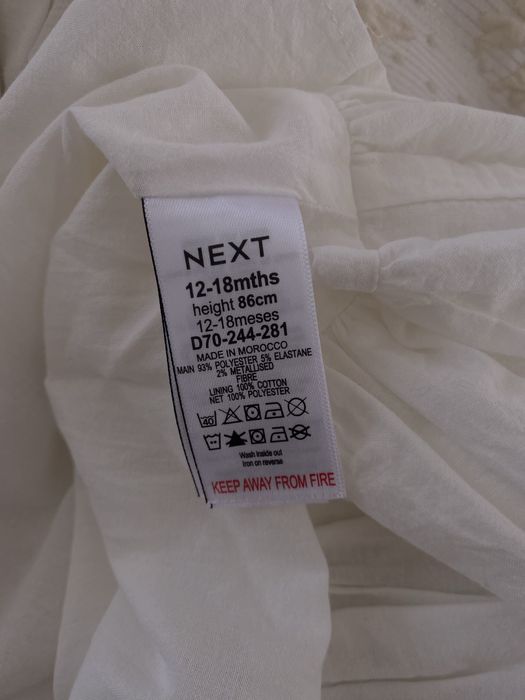 NEXT
12-18mths
height 86cm
12-18meses
D70-244-281
MADE IN MOROCCO
MAIN 93% POLYESTER 5% ELASTANE
2% METALLISED
FIBRE
LINING 100% COTTON
NET 100% POLYESTER
40
Wash inside out
Iron on reverse
KEEP AWAY FROM FIRE